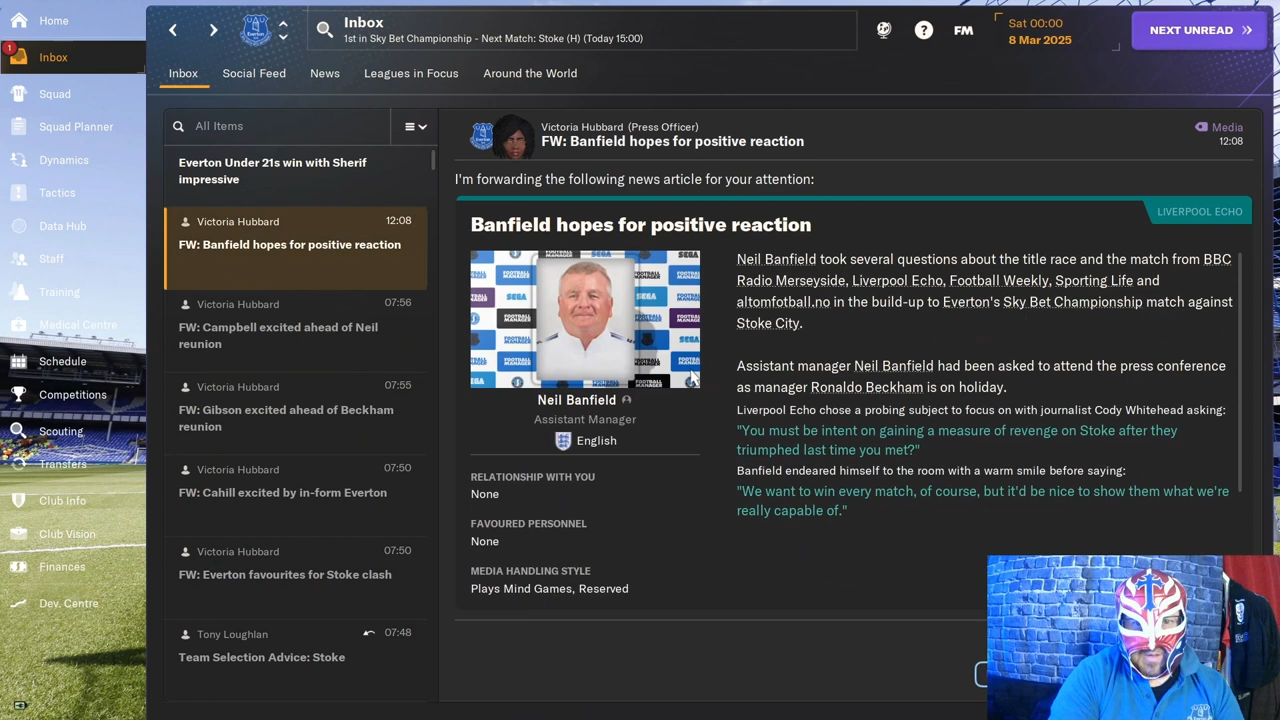 Home
1
Inbox
Squad
Squad Planner
Dynamics
Tactics
Data Hub
Staff
Training
Medical Centre
Schedule
Competitions
Scouting
Transfers
Club Info
Club Vision
Finances
Dev. Centre
Inbox
1st in Sky Bet Championship - Next Match: Stoke (H) (Today 15:00)
?
FM
Sat 00:00
8 Mar 2025
NEXT UNREAD
Inbox
Social Feed
News
Leagues in Focus
Around the World
All Items
Everton Under 21s win with Sherif
impressive
Victoria Hubbard 12:08
FW: Banfield hopes for positive reaction
Victoria Hubbard 07:56
FW: Campbell excited ahead of Neil
reunion
Victoria Hubbard 07:55
FW: Gibson excited ahead of Beckham
reunion
Victoria Hubbard 07:50
FW: Cahill excited by in-form Everton
Victoria Hubbard 07:50
FW: Everton favourites for Stoke clash
Tony Loughlan 07:48
Team Selection Advice: Stoke
Victoria Hubbard (Press Officer)
FW: Banfield hopes for positive reaction
Media
12:08
I'm forwarding the following news article for your attention:
LIVERPOOL ECHO
Banfield hopes for positive reaction
Neil Banfield
Assistant Manager
English
RELATIONSHIP WITH YOU
None
FAVOURED PERSONNEL
None
MEDIA HANDLING STYLE
Plays Mind Games, Reserved
Neil Banfield took several questions about the title race and the match from BBC
Radio Merseyside, Liverpool Echo, Football Weekly, Sporting Life and
altomfotball.no in the build-up to Everton's Sky Bet Championship match against
Stoke City.
Assistant manager Neil Banfield had been asked to attend the press conference
as manager Ronaldo Beckham is on holiday.
Liverpool Echo chose a probing subject to focus on with journalist Cody Whitehead asking:
"You must be intent on gaining a measure of revenge on Stoke after they
triumphed last time you met?"
Banfield endeared himself to the room with a warm smile before saying:
"We want to win every match, of course, but it'd be nice to show them what we're
really capable of."